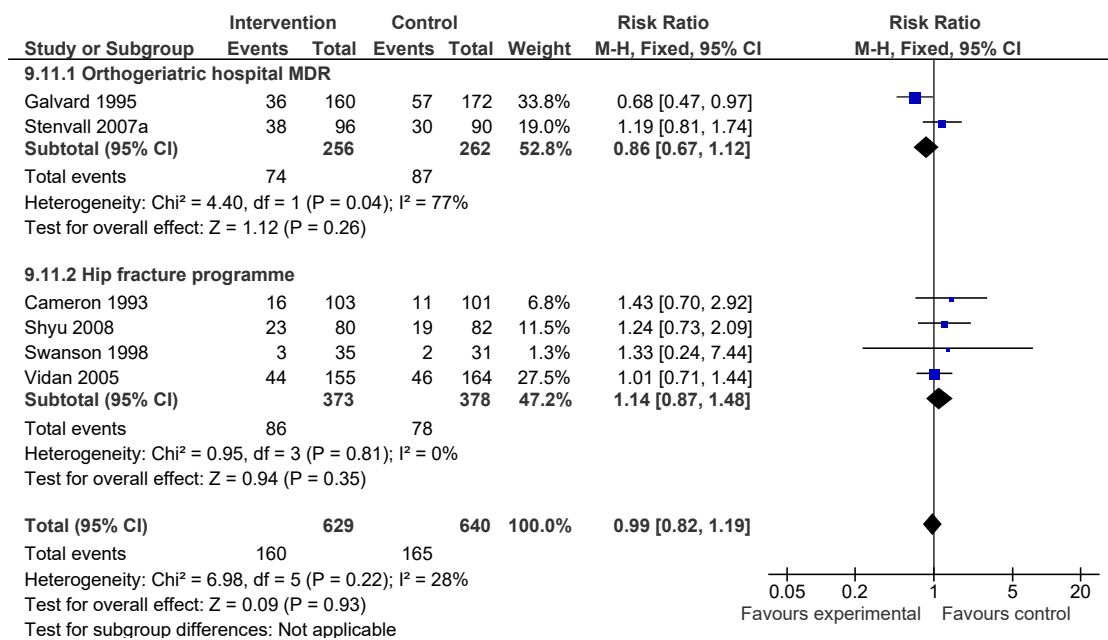 Intervention Control Risk Ratio Risk Ratio
Study or Subgroup Events Total Events Total Weight M-H, Fixed, 95% CI M-H, Fixed, 95% CI
9.11.1 Orthogeriatric hospital MDR
Galvard 1995 36 160 57 172 33.8% 0.68 [0.47, 0.97]
Stenvall 2007a 38 96 30 90 19.0% 1.19 [0.81, 1.74]
Subtotal (95% CI) 256 262 52.8% 0.86 [0.67, 1.12]
Total events 74 87
Heterogeneity: Chi² = 4.40, df = 1 (P = 0.04); I² = 77%
Test for overall effect: Z = 1.12 (P = 0.26)
9.11.2 Hip fracture programme
Cameron 1993 16 103 11 101 6.8% 1.43 [0.70, 2.92]
Shyu 2008 23 80 19 82 11.5% 1.24 [0.73, 2.09]
Swanson 1998 3 35 2 31 1.3% 1.33 [0.24, 7.44]
Vidan 2005 44 155 46 164 27.5% 1.01 [0.71, 1.44]
Subtotal (95% CI) 373 378 47.2% 1.14 [0.87, 1.48]
Total events 86 78
Heterogeneity: Chi² = 0.95, df = 3 (P = 0.81); I² = 0%
Test for overall effect: Z = 0.94 (P = 0.35)
Total (95% CI) 629 640 100.0% 0.99 [0.82, 1.19]
Total events 160 165
Heterogeneity: Chi² = 6.98, df = 5 (P = 0.22); I² = 28%
Test for overall effect: Z = 0.09 (P = 0.93)
Test for subgroup differences: Not applicable
0.05 0.2 1 5 20
Favours experimental Favours control